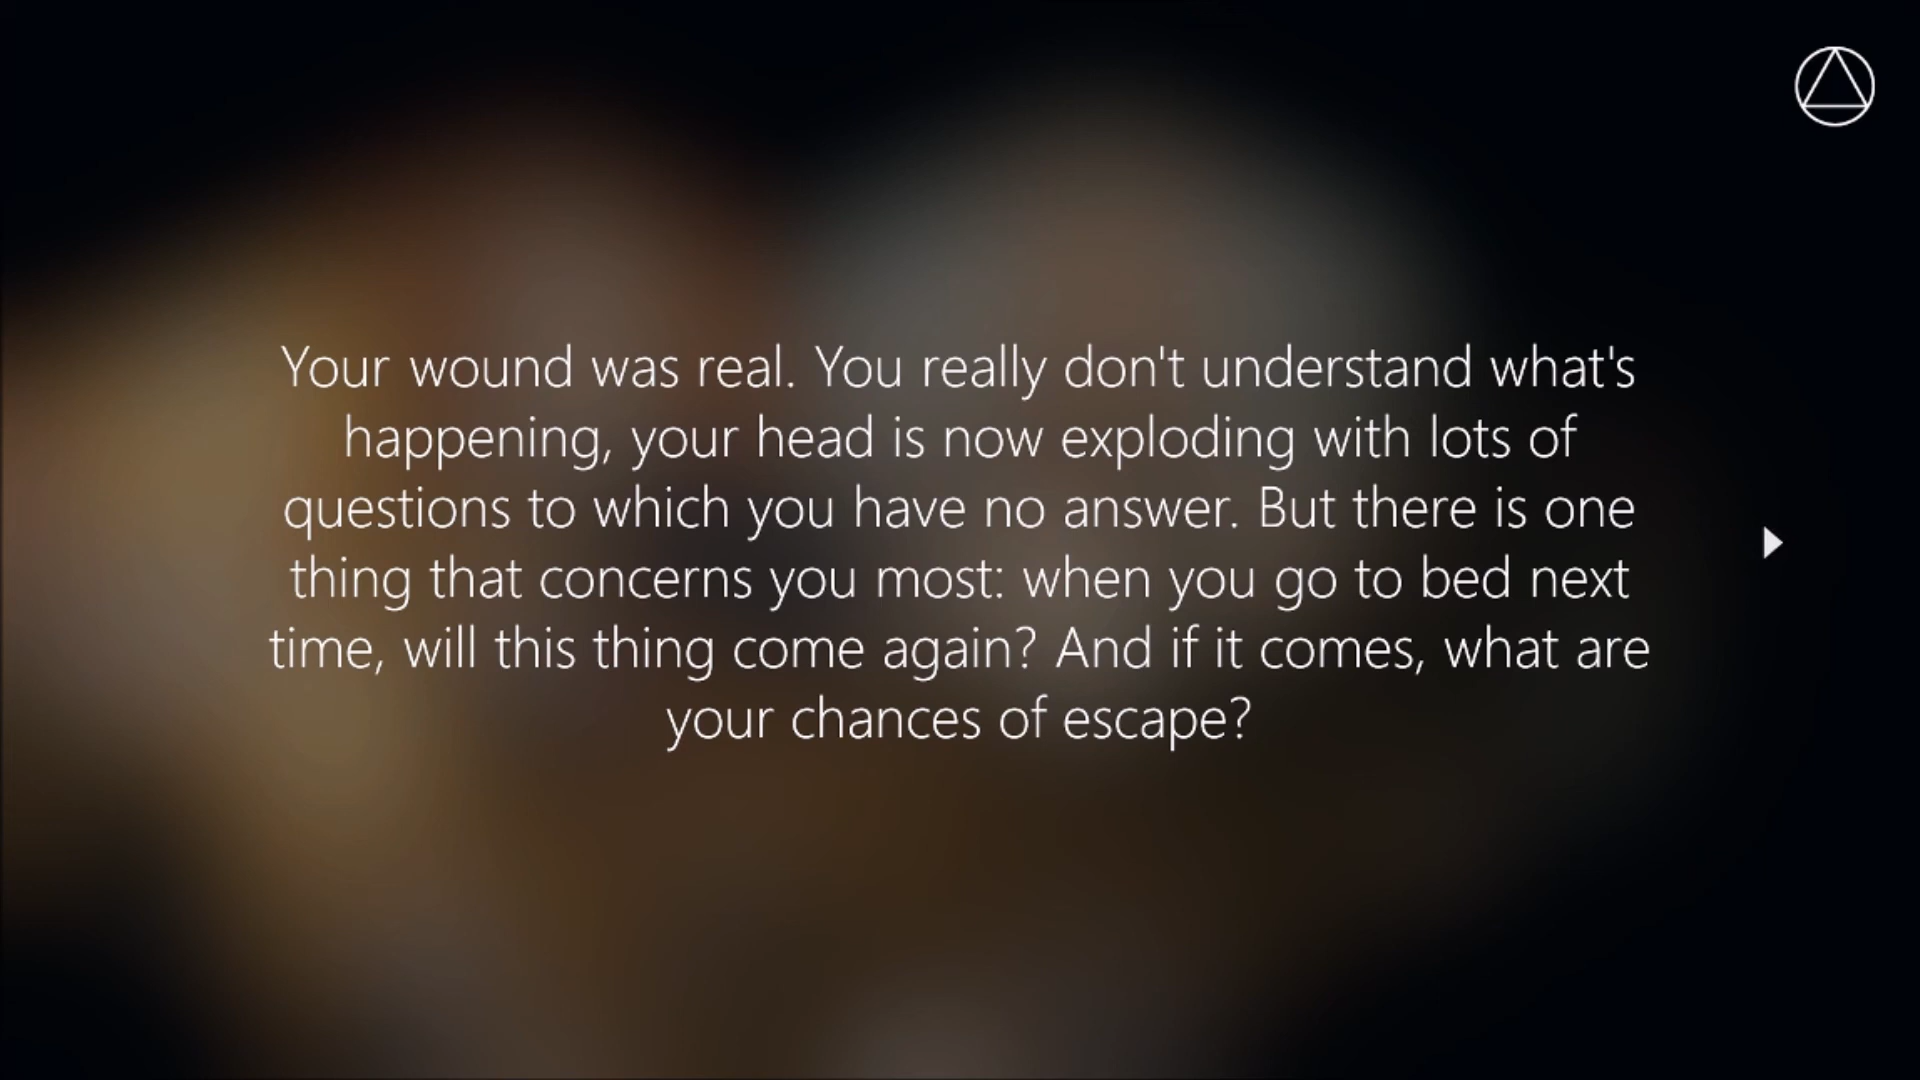 Your wound was real. You really don't understand what's
happening, your head is now exploding with lots of
questions to which you have no answer. But there is one
thing that concerns you most: when you go to bed next
time, will this thing come again? And if it comes, what are
your chances of escape?